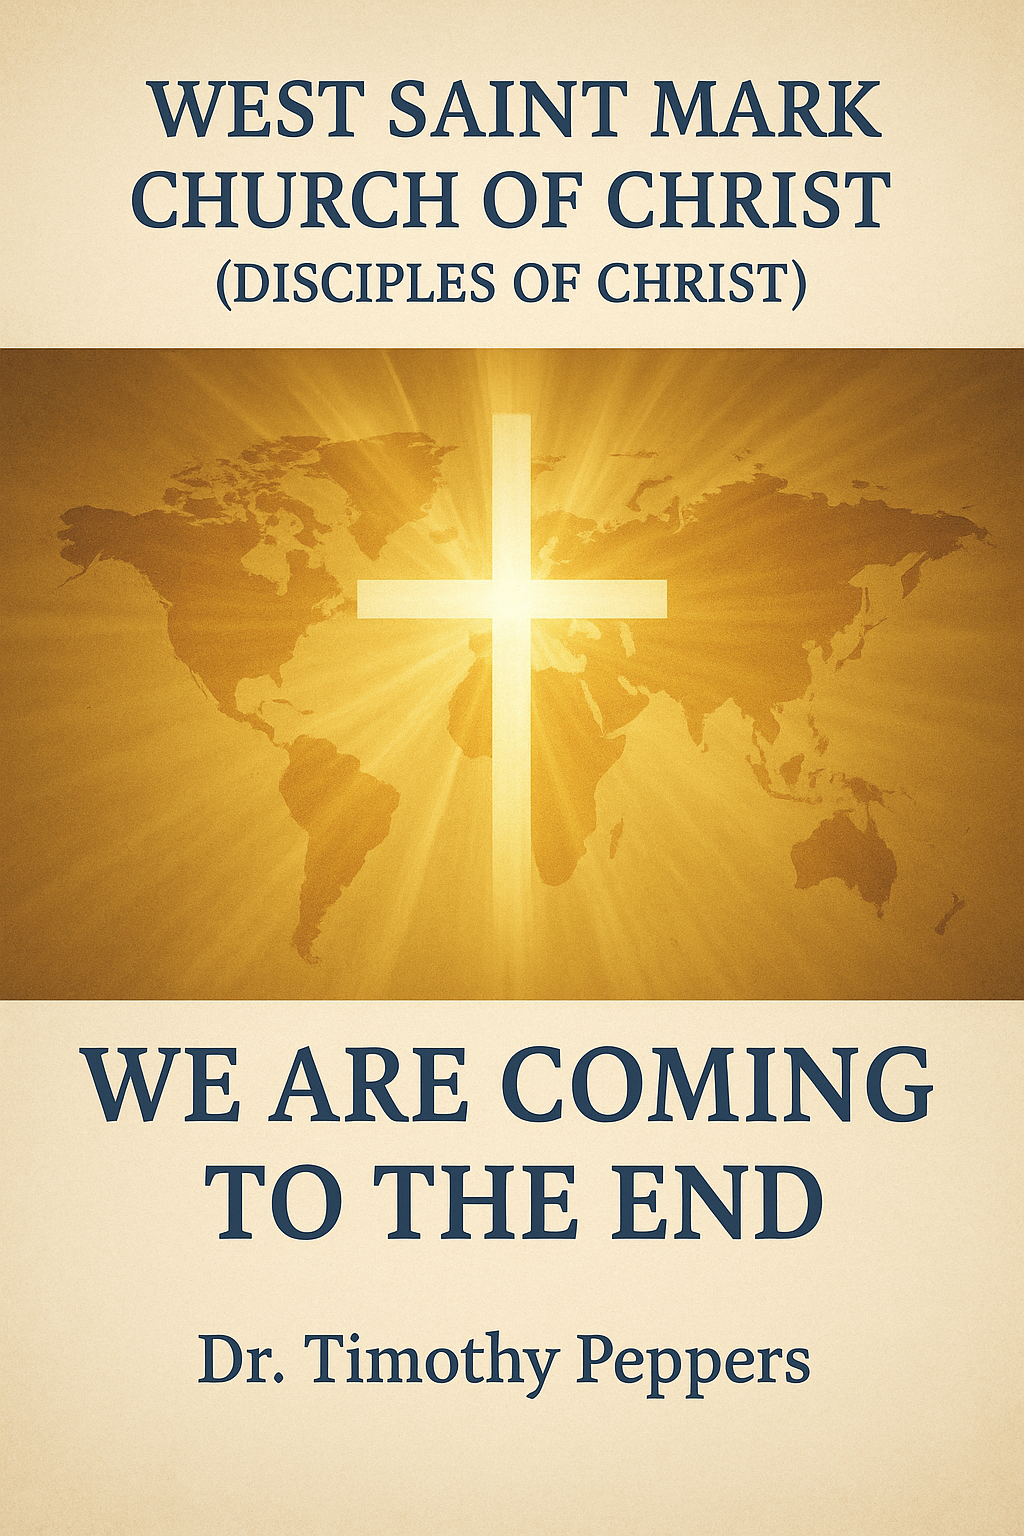 WEST SAINT MARK
CHURCH OF CHRIST
(DISCIPLES OF CHRIST)
WE ARE COMING
TO THE END
Dr. Timothy Peppers